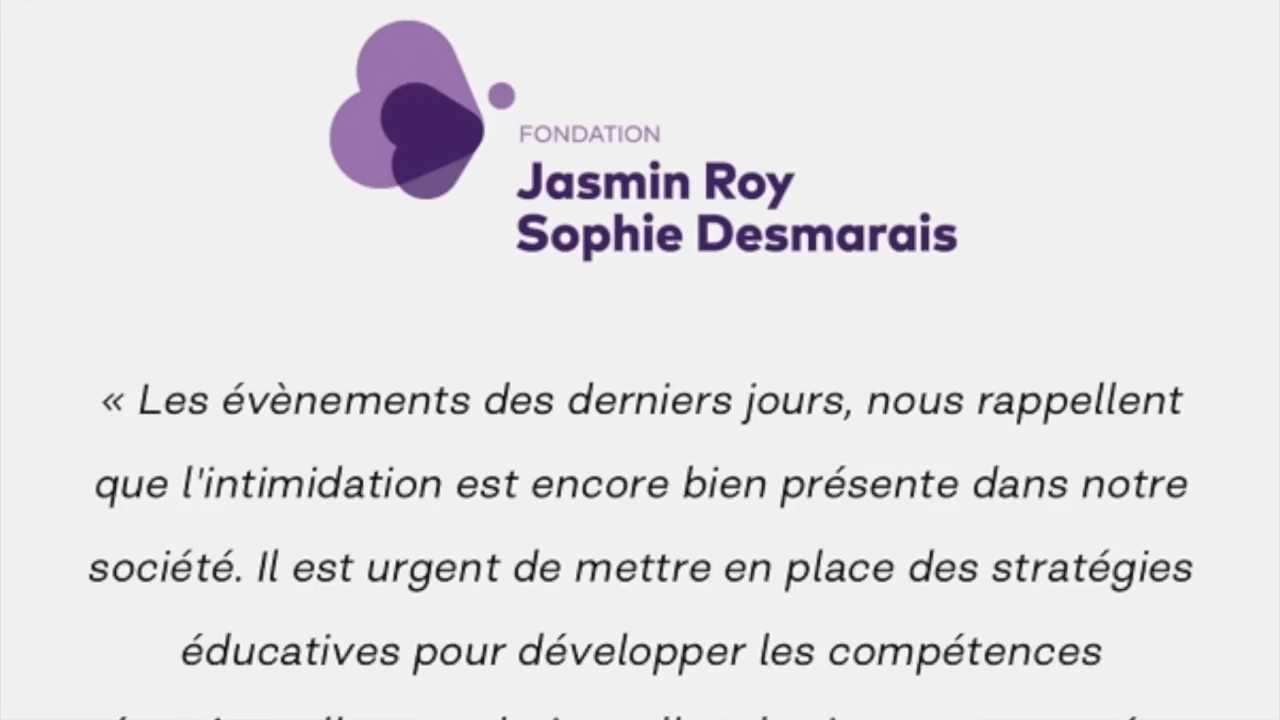 FONDATION
Jasmin Roy
Sophie Desmarais
« Les évènements des derniers jours, nous rappellent
que l'intimidation est encore bien présente dans notre
société. Il est urgent de mettre en place des stratégies
éducatives pour développer les compétences